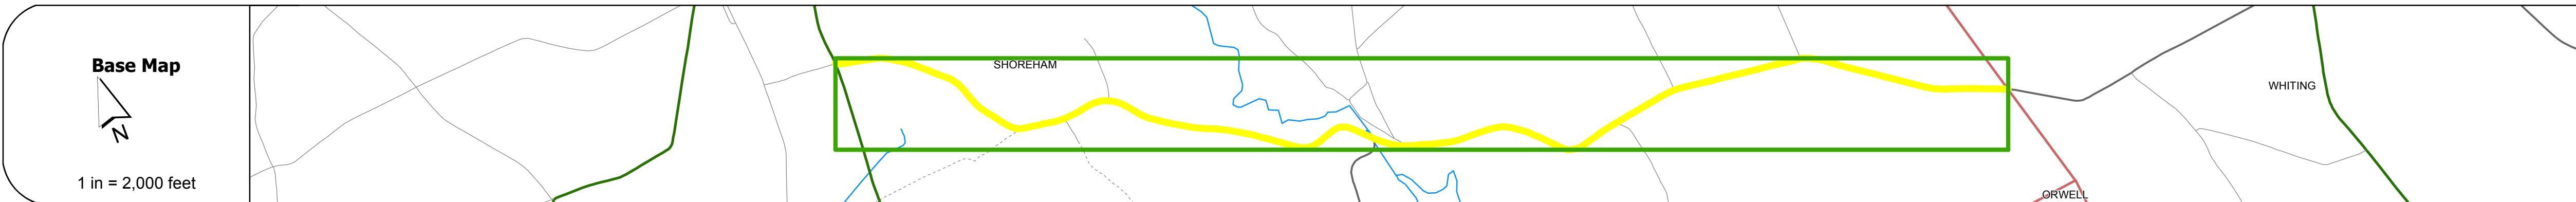 Base Map
N
1 in = 2,000 feet
SHOREHAM
WHITING
ORWELL